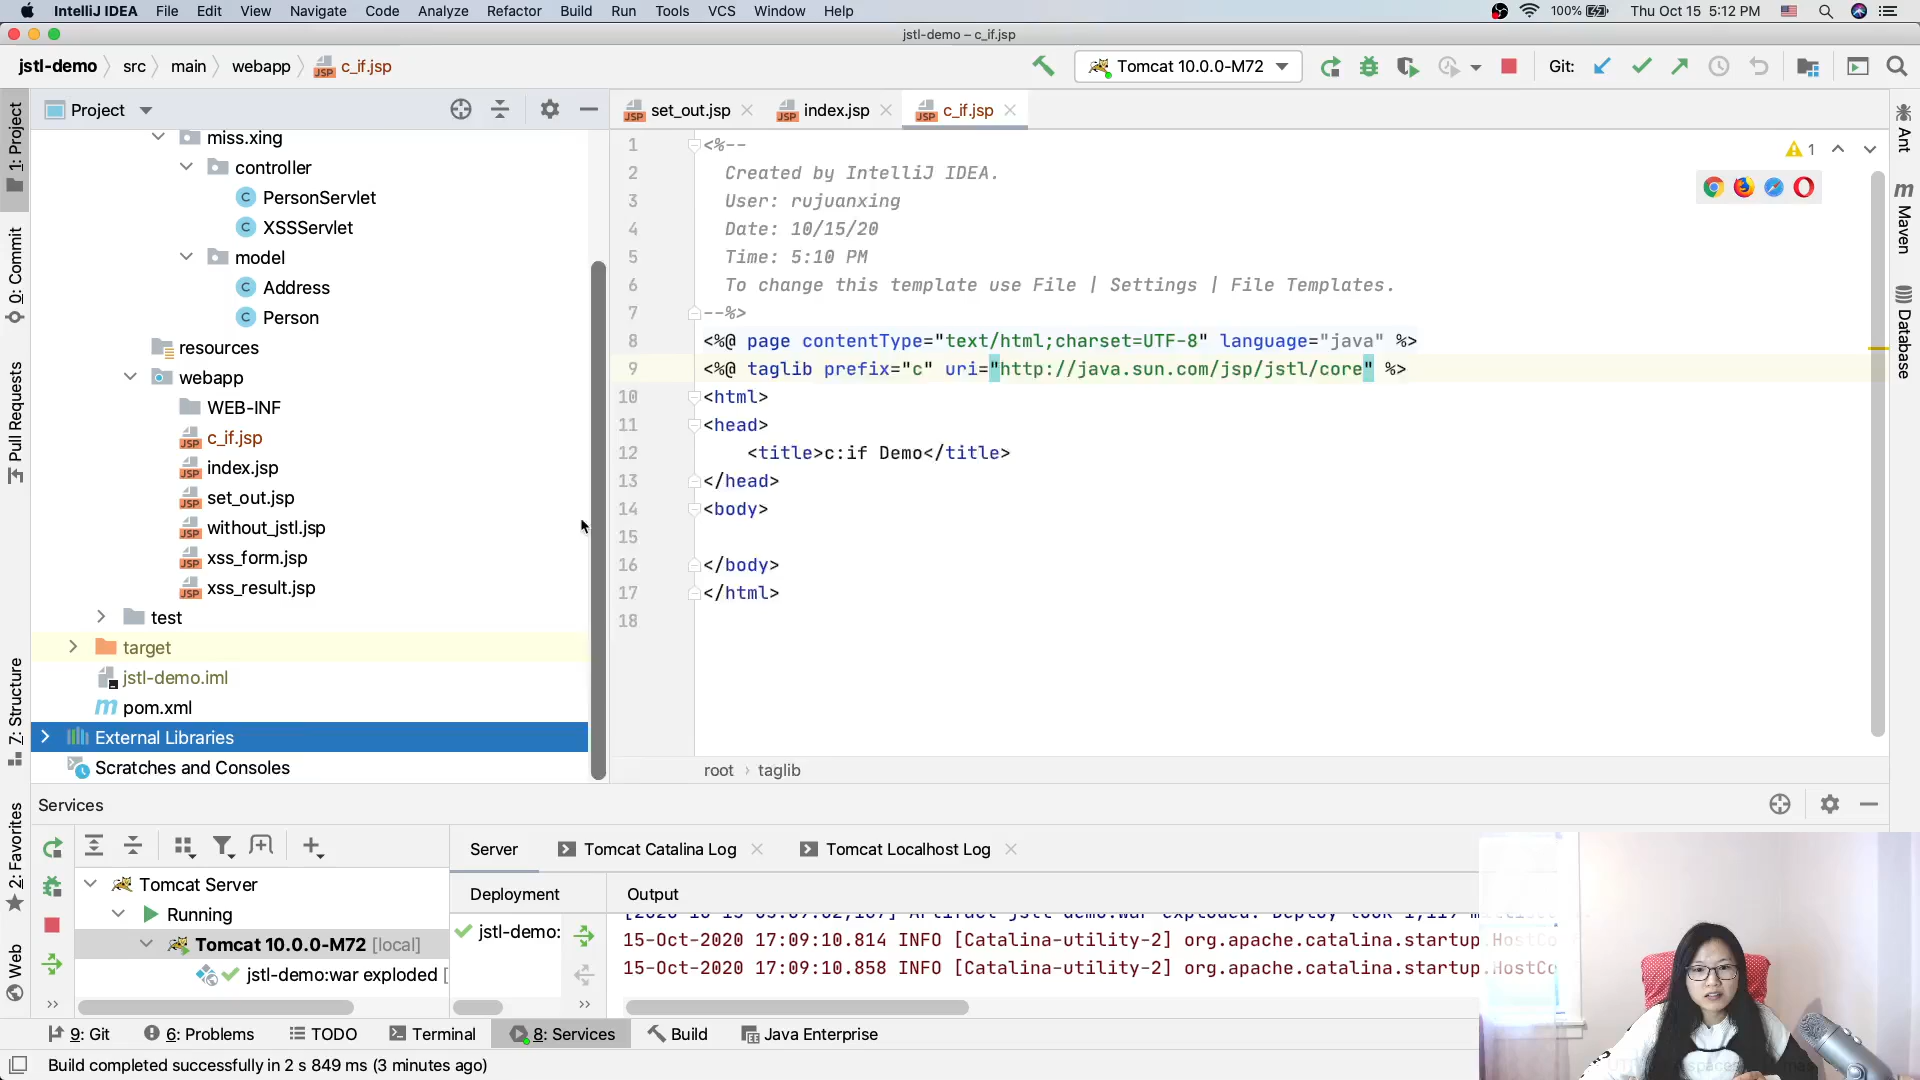 IntelliJ IDEA File Edit View Navigate Code Analyze Refactor Build Run Tools VCS Window Help 100% Thu Oct 15 5:12 PM
jstl-demo – c_if.jsp
jstl-demo src main webapp c_if.jsp Tomcat 10.0.0-M72 Git:
Project set_out.jsp index.jsp c_if.jsp
1: Project
0: Commit
Pull Requests
Z: Structure
2: Favorites
Web
miss.xing
controller
PersonServlet
XSSServlet
model
Address
Person
resources
webapp
WEB-INF
c_if.jsp
index.jsp
set_out.jsp
without_jstl.jsp
xss_form.jsp
xss_result.jsp
test
target
jstl-demo.iml
pom.xml
External Libraries
Scratches and Consoles
1 <%--
2 Created by IntelliJ IDEA.
3 User: rujuanxing
4 Date: 10/15/20
5 Time: 5:10 PM
6 To change this template use File | Settings | File Templates.
7 --%>
8 <%@ page contentType="text/html;charset=UTF-8" language="java" %>
9 <%@ taglib prefix="c" uri="http://java.sun.com/jsp/jstl/core" %>
10 <html>
11 <head>
12 <title>c:if Demo</title>
13 </head>
14 <body>
15
16 </body>
17 </html>
18
1
Ant
Maven
Database
root › taglib
Services
Server Tomcat Catalina Log Tomcat Localhost Log
Tomcat Server
Running
Tomcat 10.0.0-M72 [local]
jstl-demo:war exploded [
Deployment Output
jstl-demo:
15-Oct-2020 17:09:10.814 INFO [Catalina-utility-2] org.apache.catalina.startup.HostCo
15-Oct-2020 17:09:10.858 INFO [Catalina-utility-2] org.apache.catalina.startup.HostCo
9: Git 6: Problems TODO Terminal 8: Services Build Java Enterprise
Build completed successfully in 2 s 849 ms (3 minutes ago)